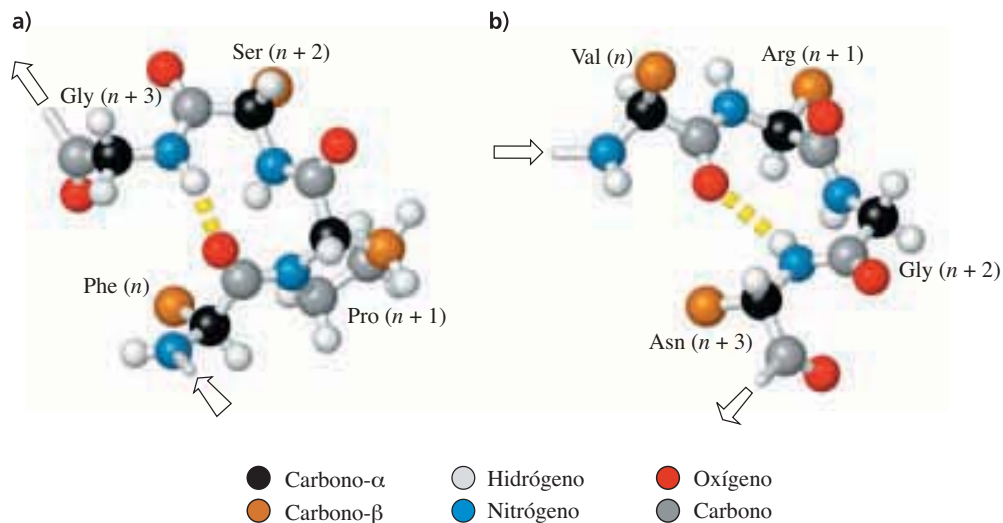 a)
Ser (n + 2)
Gly (n + 3)
Phe (n)
Pro (n + 1)
b)
Val (n)
Arg (n + 1)
Gly (n + 2)
Asn (n + 3)
Carbono-α
Hidrógeno
Oxígeno
Carbono-β
Nitrógeno
Carbono